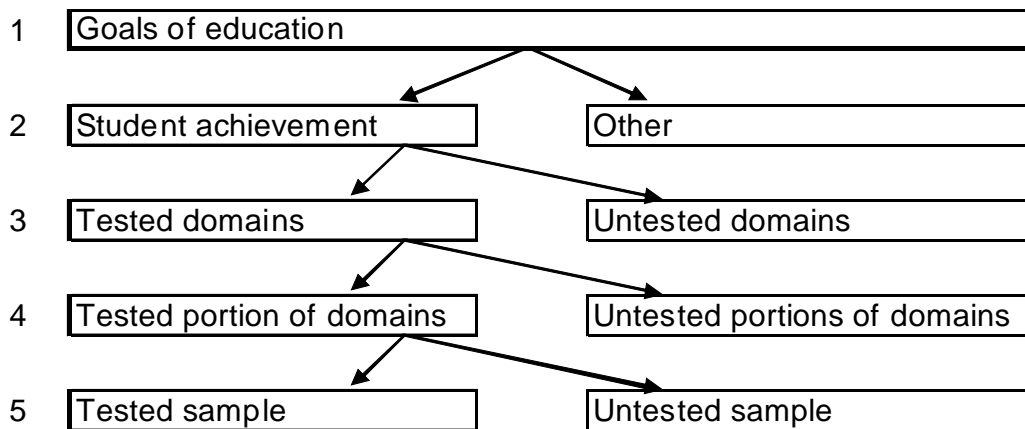 1 Goals of education
2 Student achievement Other
3 Tested domains Untested domains
4 Tested portion of domains Untested portions of domains
5 Tested sample Untested sample